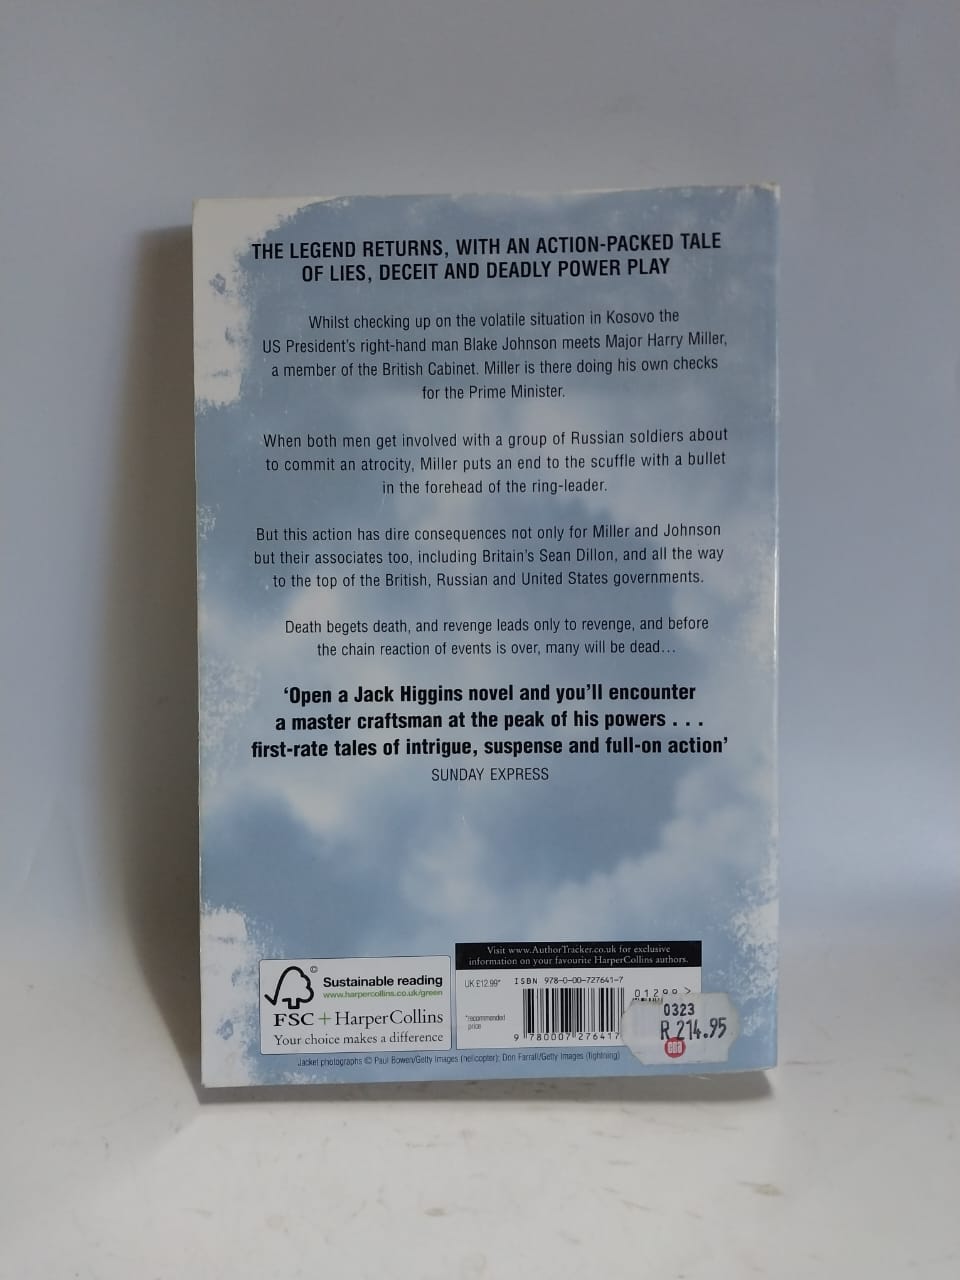 THE LEGEND RETURNS, WITH AN ACTION-PACKED TALE
OF LIES, DECEIT AND DEADLY POWER PLAY
Whilst checking up on the volatile situation in Kosovo the
US President's right-hand man Blake Johnson meets Major Harry Miller,
a member of the British Cabinet. Miller is there doing his own checks
for the Prime Minister.
When both men get involved with a group of Russian soldiers about
to commit an atrocity, Miller puts an end to the scuffle with a bullet
in the forehead of the ring-leader.
But this action has dire consequences not only for Miller and Johnson
but their associates too, including Britain's Sean Dillon, and all the way
to the top of the British, Russian and United States governments.
Death begets death, and revenge leads only to revenge, and before
the chain reaction of events is over, many will be dead...
'Open a Jack Higgins novel and you'll encounter
a master craftsman at the peak of his powers . . .
first-rate tales of intrigue, suspense and full-on action'
SUNDAY EXPRESS
©
Sustainable reading
www.harpercollins.co.uk/green
FSC + HarperCollins
Your choice makes a difference
Visit www.AuthorTracker.co.uk for exclusive
information on your favourite HarperCollins authors.
UK £12.99*
ISBN 978-0-00-727641-7
*recommended
price
01299 >
9 780007 276417
0323
R 214.95
cna
Jacket photographs © Paul Bowen/Getty Images (helicopter); Don Farrall/Getty Images (lightning)